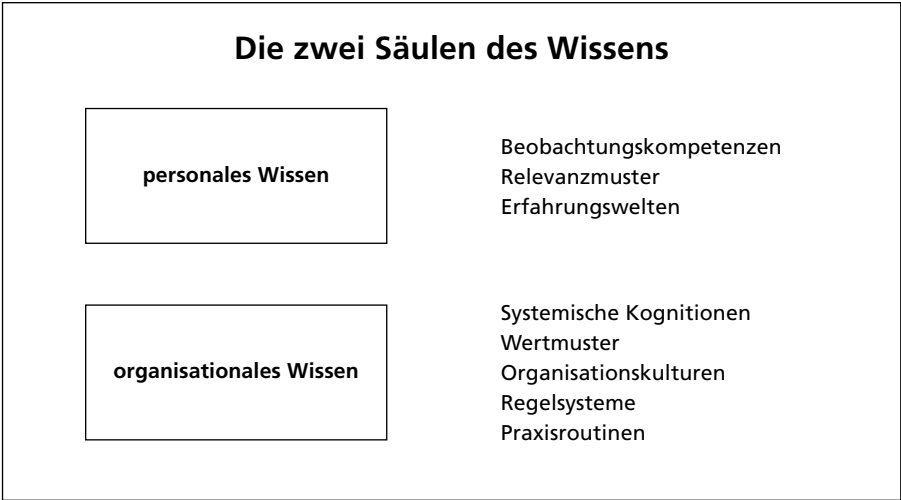 Die zwei Säulen des Wissens
personales Wissen
Beobachtungskompetenzen
Relevanzmuster
Erfahrungswelten
organisationales Wissen
Systemische Kognitionen
Wertmuster
Organisationskulturen
Regelsysteme
Praxisroutinen